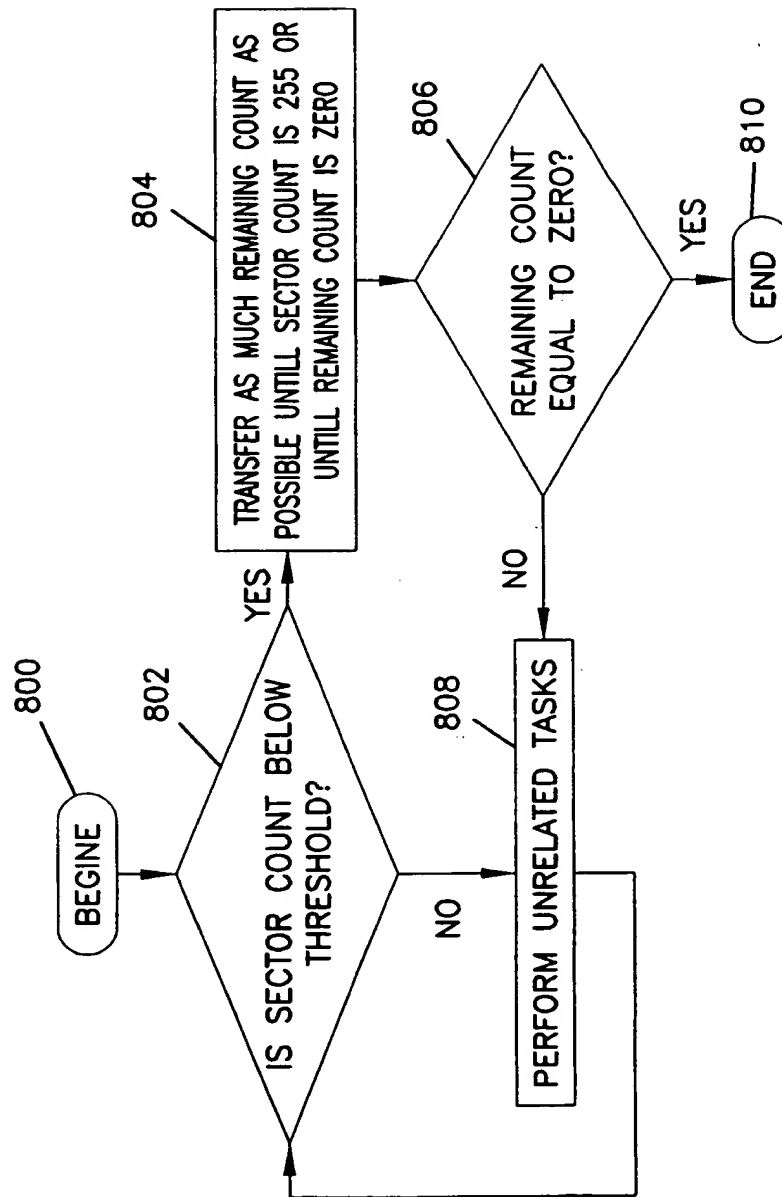 800
BEGINE
802
IS SECTOR COUNT BELOW
THRESHOLD?
YES
NO
804
TRANSFER AS MUCH REMAINING COUNT AS
POSSIBLE UNTILL SECTOR COUNT IS 255 OR
UNTILL REMAINING COUNT IS ZERO
806
REMAINING COUNT
EQUAL TO ZERO?
NO
YES
808
PERFORM UNRELATED TASKS
810
END